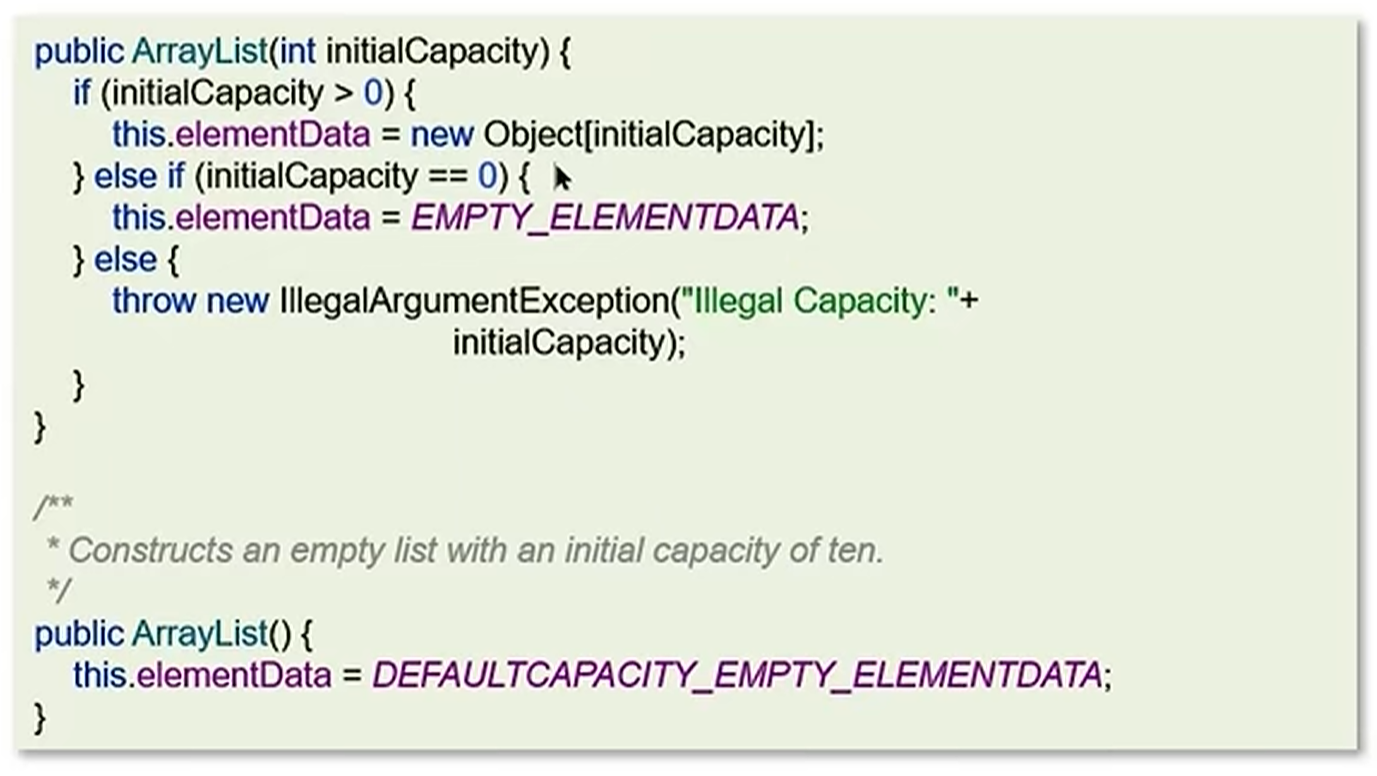 public ArrayList(int initialCapacity) {
if (initialCapacity > 0) {
this.elementData = new Object[initialCapacity];
} else if (initialCapacity == 0) {
this.elementData = EMPTY_ELEMENTDATA;
} else {
throw new IllegalArgumentException("Illegal Capacity: "+
initialCapacity);
}
}
/**
* Constructs an empty list with an initial capacity of ten.
*/
public ArrayList() {
this.elementData = DEFAULTCAPACITY_EMPTY_ELEMENTDATA;
}